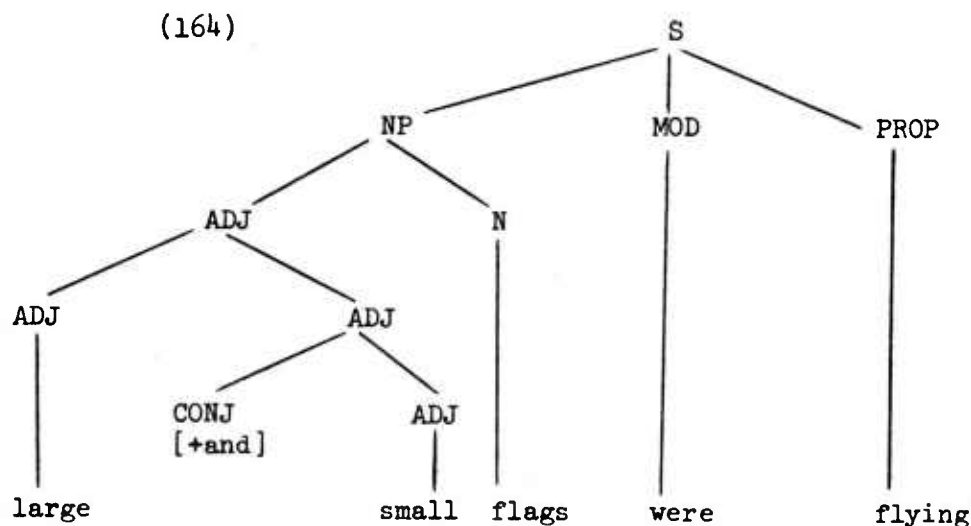 (164)
S
NP MOD PROP
ADJ N
ADJ ADJ
CONJ ADJ
[+and]
large small flags were flying